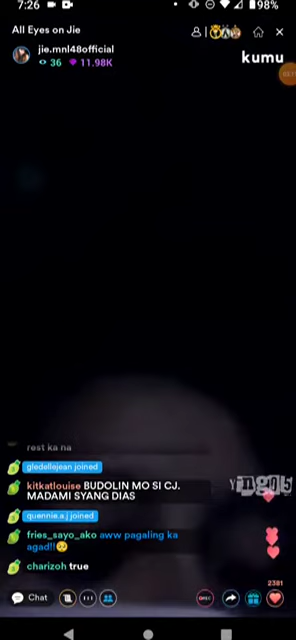 7:26
98%
All Eyes on Jie
jie.mnl48official
36 11.98K
kumu
rest ka na
gledellejean joined
kitkatlouise BUDOLIN MO SI CJ.
MADAMI SYANG DIAS
quennie.a.j joined
fries_sayo_ako aww pagaling ka
agad!!🥺
charizoh true
2381
Chat